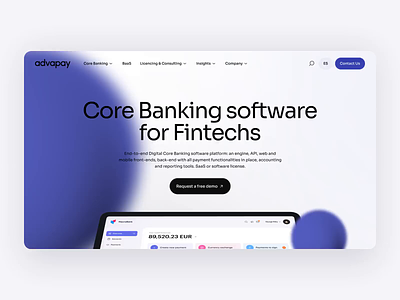 advapay
Core Banking
SaaS
Licencing & Consulting
Insights
Company
ES
Contact Us
Core Banking software
for Fintechs
End-to-end Digital Core Banking software platform: an engine, API, web and
mobile front-ends, back-end with all payment functionalities in place, accounting
and reporting tools. SaaS or software license.
Request a free demo
89,520.23 EUR